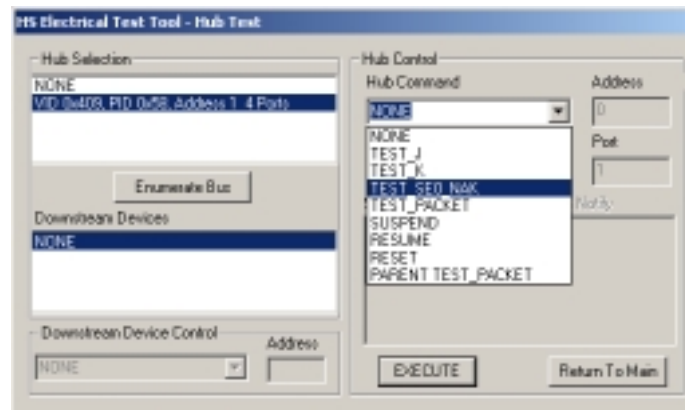 HS Electrical Test Tool - Hub Test
Hub Selection
NONE
VID 0x409, PID 0x58, Address 1 4 Ports
Enumerate Bus
Downstream Devices
NONE
Downstream Device Control
NONE
Address
Hub Control
Hub Command
NONE
NONE
TEST_J
TEST_K
TEST_SE0_NAK
TEST_PACKET
SUSPEND
RESUME
RESET
PARENT TEST_PACKET
Address
0
Port
1
Notify
EXECUTE
Return To Main